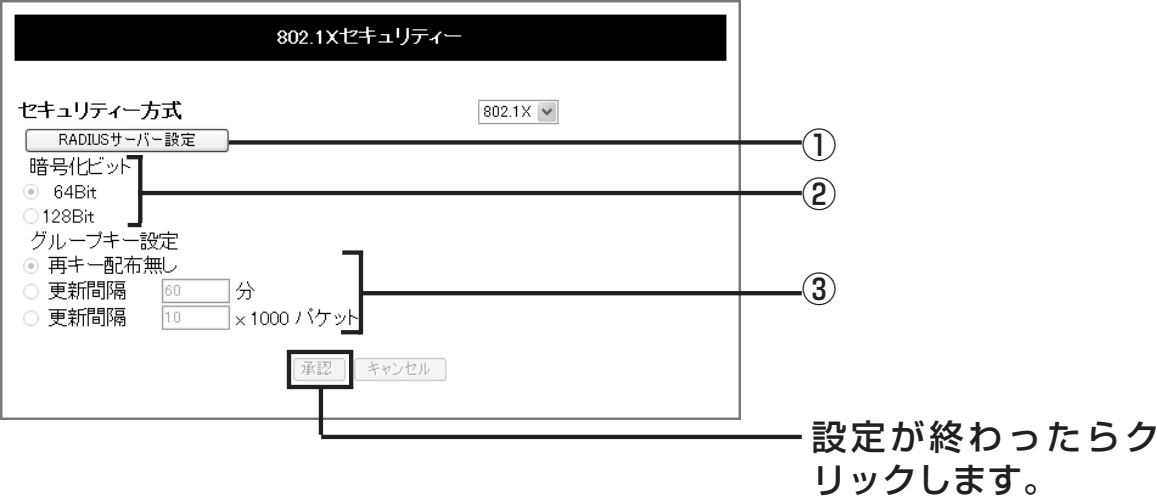 802.1Xセキュリティー
セキュリティー方式 802.1X
RADIUSサーバー設定 ①
暗号化ビット
64Bit ②
128Bit
グループキー設定
再キー配布無し ③
更新間隔 60 分
更新間隔 10 x 1000 パケット
承認 キャンセル
設定が終わったらク
リックします。